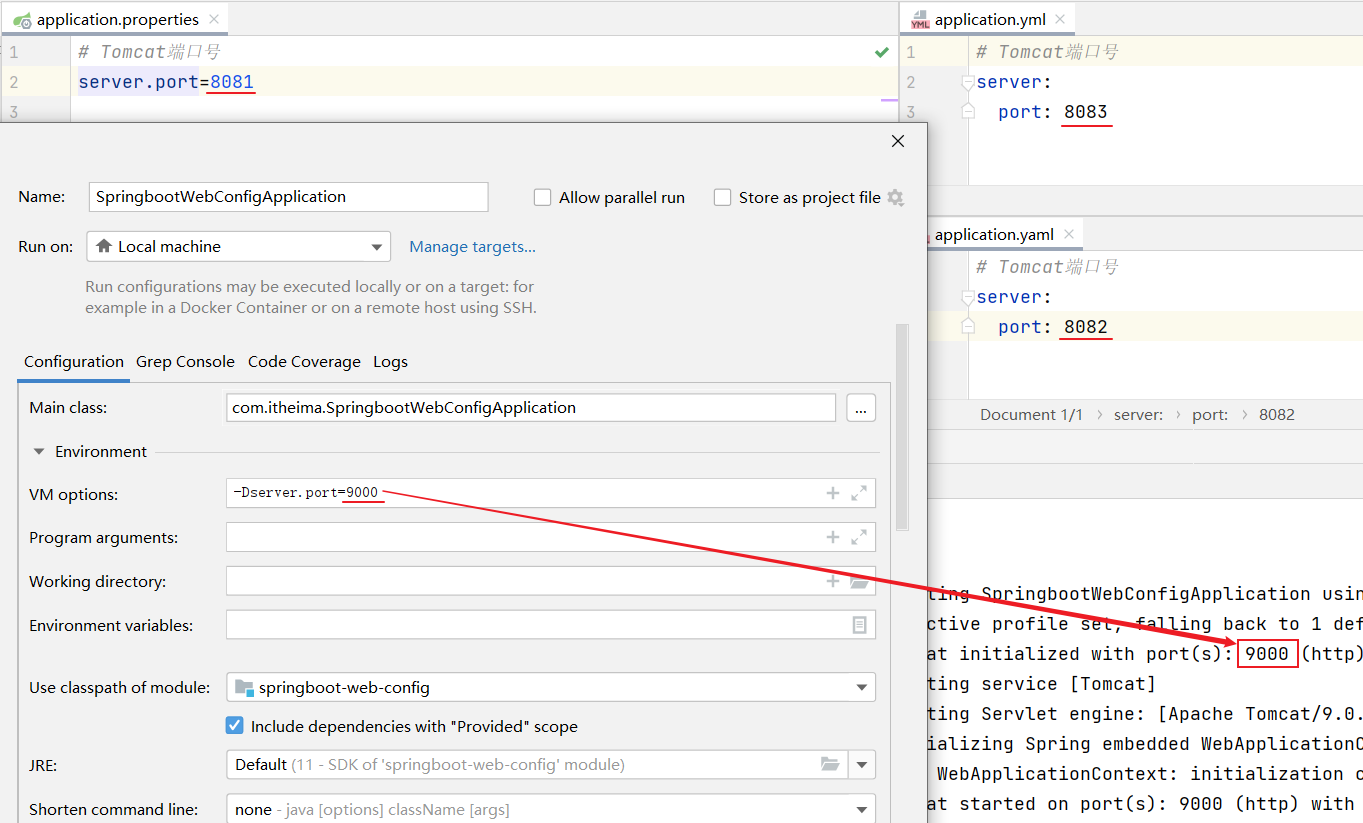 application.properties
1 # Tomcat端口号
2 server.port=8081
3
application.yml
YML
1 # Tomcat端口号
2 server:
3 port: 8083
application.yaml
# Tomcat端口号
server:
port: 8082
Document 1/1 › server: › port: › 8082
Name: SpringbootWebConfigApplication Allow parallel run Store as project file
Run on: Local machine Manage targets...
Run configurations may be executed locally or on a target: for
example in a Docker Container or on a remote host using SSH.
Configuration Grep Console Code Coverage Logs
Main class: com.itheima.SpringbootWebConfigApplication ...
Environment
VM options: -Dserver.port=9000
Program arguments:
Working directory:
Environment variables:
Use classpath of module: springboot-web-config
Include dependencies with "Provided" scope
JRE: Default (11 - SDK of 'springboot-web-config' module)
Shorten command line: none - java [options] className [args]
ting SpringbootWebConfigApplication usin
ctive profile set, falling back to 1 def
at initialized with port(s): 9000 (http)
ting service [Tomcat]
ting Servlet engine: [Apache Tomcat/9.0.
ializing Spring embedded WebApplicationC
WebApplicationContext: initialization c
at started on port(s): 9000 (http) with